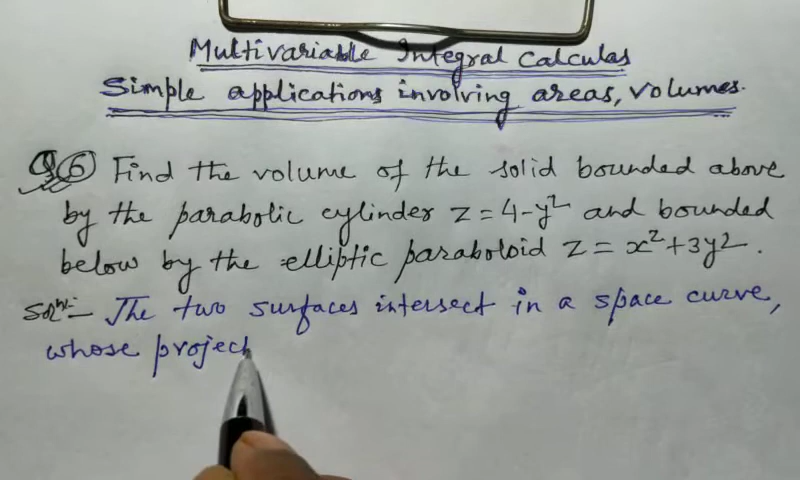 Multivariable Integral Calculas
Simple applications involving areas, volumes.
Q(6) Find the volume of the solid bounded above
by the parabolic cylinder z = 4 - y² and bounded
below by the elliptic paraboloid z = x² + 3y².
Solⁿ:- The two surfaces intersect in a space curve,
whose project